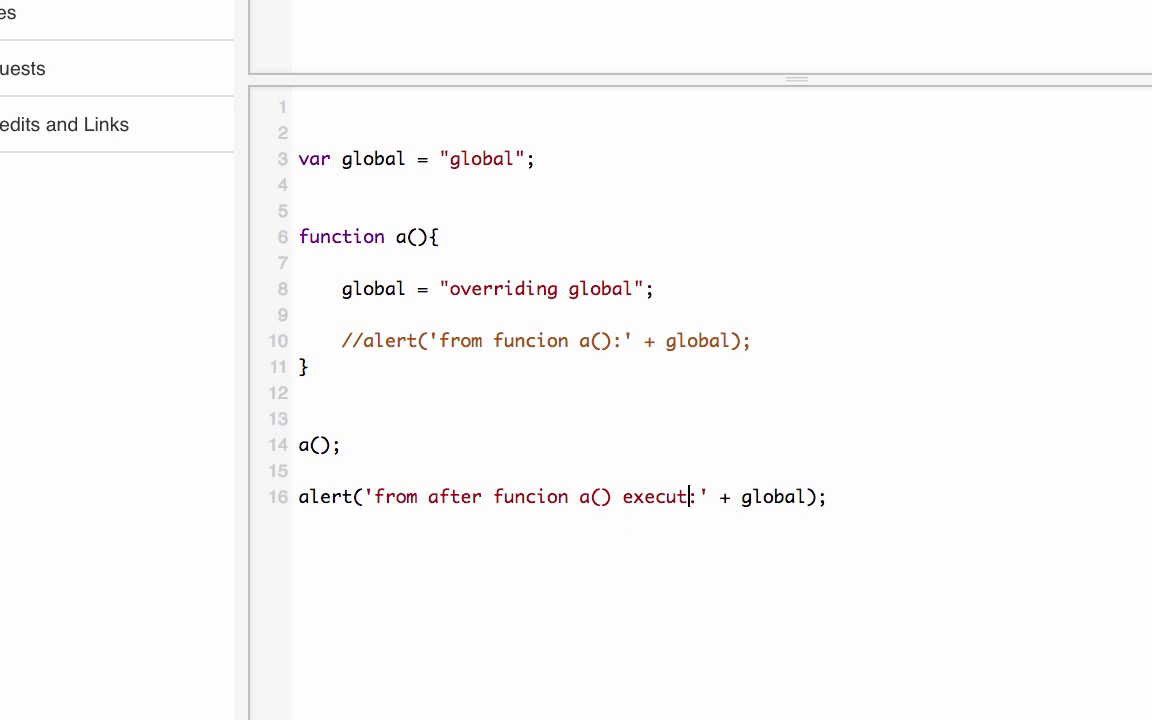 es
uests
edits and Links
1
2
3 var global = "global";
4
5
6 function a(){
7
8 global = "overriding global";
9
10 //alert('from funcion a():' + global);
11 }
12
13
14 a();
15
16 alert('from after funcion a() execut:' + global);